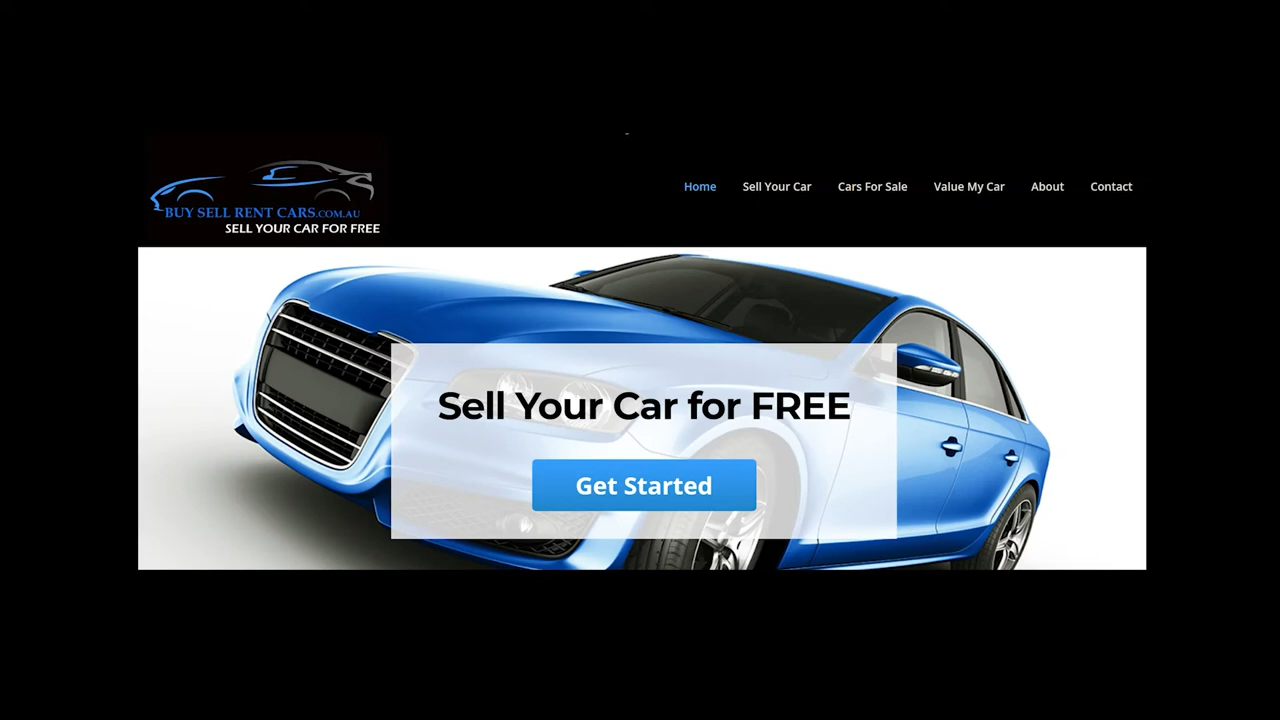 BUY SELL RENT CARS.COM.AU
SELL YOUR CAR FOR FREE
Home Sell Your Car Cars For Sale Value My Car About Contact
Sell Your Car for FREE
Get Started